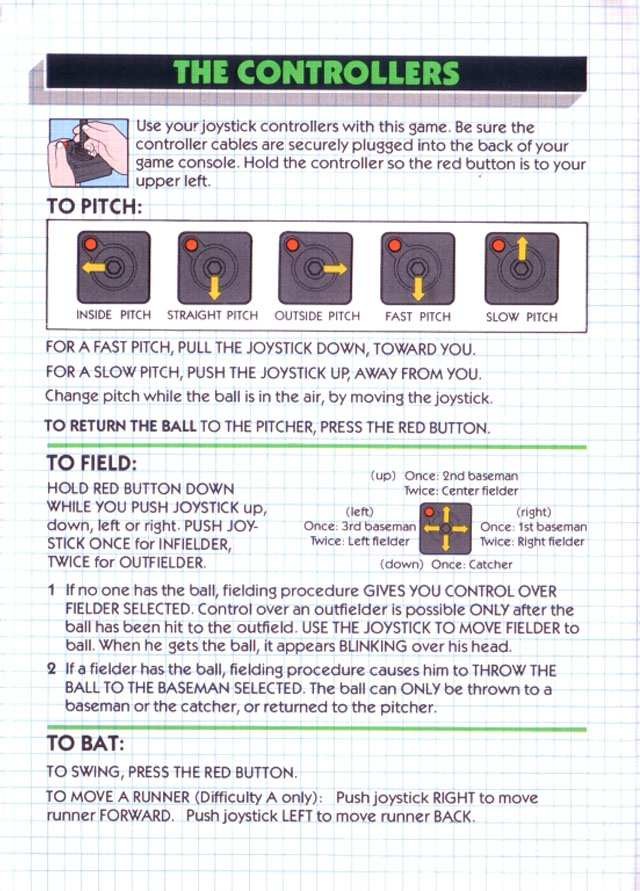 THE CONTROLLERS
Use your joystick controllers with this game. Be sure the
controller cables are securely plugged into the back of your
game console. Hold the controller so the red button is to your
upper left.
TO PITCH:
INSIDE PITCH STRAIGHT PITCH OUTSIDE PITCH FAST PITCH SLOW PITCH
FOR A FAST PITCH, PULL THE JOYSTICK DOWN, TOWARD YOU.
FOR A SLOW PITCH, PUSH THE JOYSTICK UP, AWAY FROM YOU.
Change pitch while the ball is in the air, by moving the joystick.
TO RETURN THE BALL TO THE PITCHER, PRESS THE RED BUTTON.
TO FIELD:
HOLD RED BUTTON DOWN
WHILE YOU PUSH JOYSTICK up,
down, left or right. PUSH JOY-
STICK ONCE for INFIELDER,
TWICE for OUTFIELDER.
(up) Once: 2nd baseman
Twice: Center fielder
(left)
Once: 3rd baseman
Twice: Left fielder
(right)
Once: 1st baseman
Twice: Right fielder
(down) Once: Catcher
1 If no one has the ball, fielding procedure GIVES YOU CONTROL OVER
FIELDER SELECTED. Control over an outfielder is possible ONLY after the
ball has been hit to the outfield. USE THE JOYSTICK TO MOVE FIELDER to
ball. When he gets the ball, it appears BLINKING over his head.
2 If a fielder has the ball, fielding procedure causes him to THROW THE
BALL TO THE BASEMAN SELECTED. The ball can ONLY be thrown to a
baseman or the catcher, or returned to the pitcher.
TO BAT:
TO SWING, PRESS THE RED BUTTON.
TO MOVE A RUNNER (Difficulty A only): Push joystick RIGHT to move
runner FORWARD. Push joystick LEFT to move runner BACK.